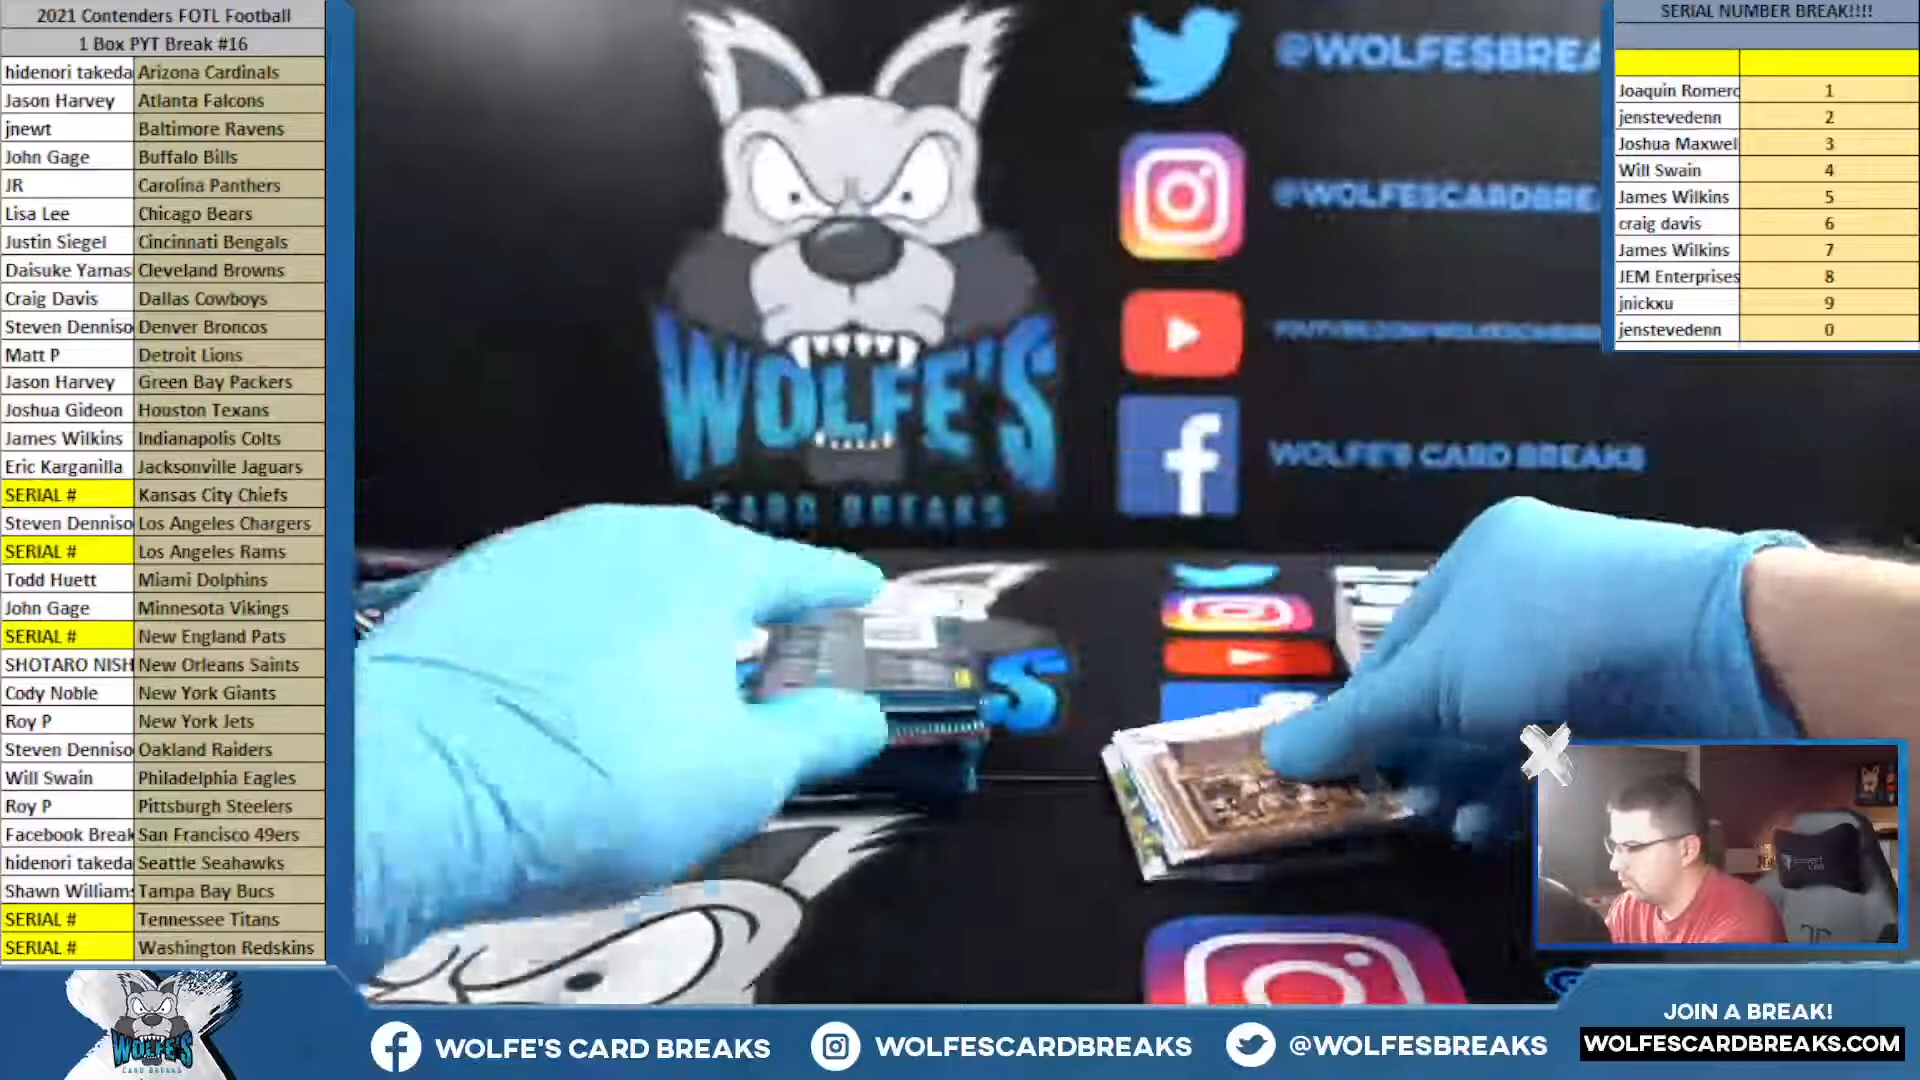 2021 Contenders FOTL Football
1 Box PYT Break #16
hidenori takeda Arizona Cardinals
Jason Harvey Atlanta Falcons
jnewt Baltimore Ravens
John Gage Buffalo Bills
JR Carolina Panthers
Lisa Lee Chicago Bears
Justin Siegel Cincinnati Bengals
Daisuke Yamas Cleveland Browns
Craig Davis Dallas Cowboys
Steven Denniso Denver Broncos
Matt P Detroit Lions
Jason Harvey Green Bay Packers
Joshua Gideon Houston Texans
James Wilkins Indianapolis Colts
Eric Karganilla Jacksonville Jaguars
SERIAL # Kansas City Chiefs
Steven Denniso Los Angeles Chargers
SERIAL # Los Angeles Rams
Todd Huett Miami Dolphins
John Gage Minnesota Vikings
SERIAL # New England Pats
SHOTARO NISH New Orleans Saints
Cody Noble New York Giants
Roy P New York Jets
Steven Denniso Oakland Raiders
Will Swain Philadelphia Eagles
Roy P Pittsburgh Steelers
Facebook Break San Francisco 49ers
hidenori takeda Seattle Seahawks
Shawn Williams Tampa Bay Bucs
SERIAL # Tennessee Titans
SERIAL # Washington Redskins
@WOLFESBREA
@WOLFESCARDBRE
WOLFE'S CARD BREAKS
WOLFE'S
CARD BREAKS
S
SERIAL NUMBER BREAK!!!!
Joaquin Romero 1
jenstevedenn 2
Joshua Maxwel 3
Will Swain 4
James Wilkins 5
craig davis 6
James Wilkins 7
JEM Enterprises 8
jnickxu 9
jenstevedenn 0
WOLFE'S
CARD BREAKS
WOLFE'S CARD BREAKS
WOLFESCARDBREAKS
@WOLFESBREAKS
JOIN A BREAK!
WOLFESCARDBREAKS.COM